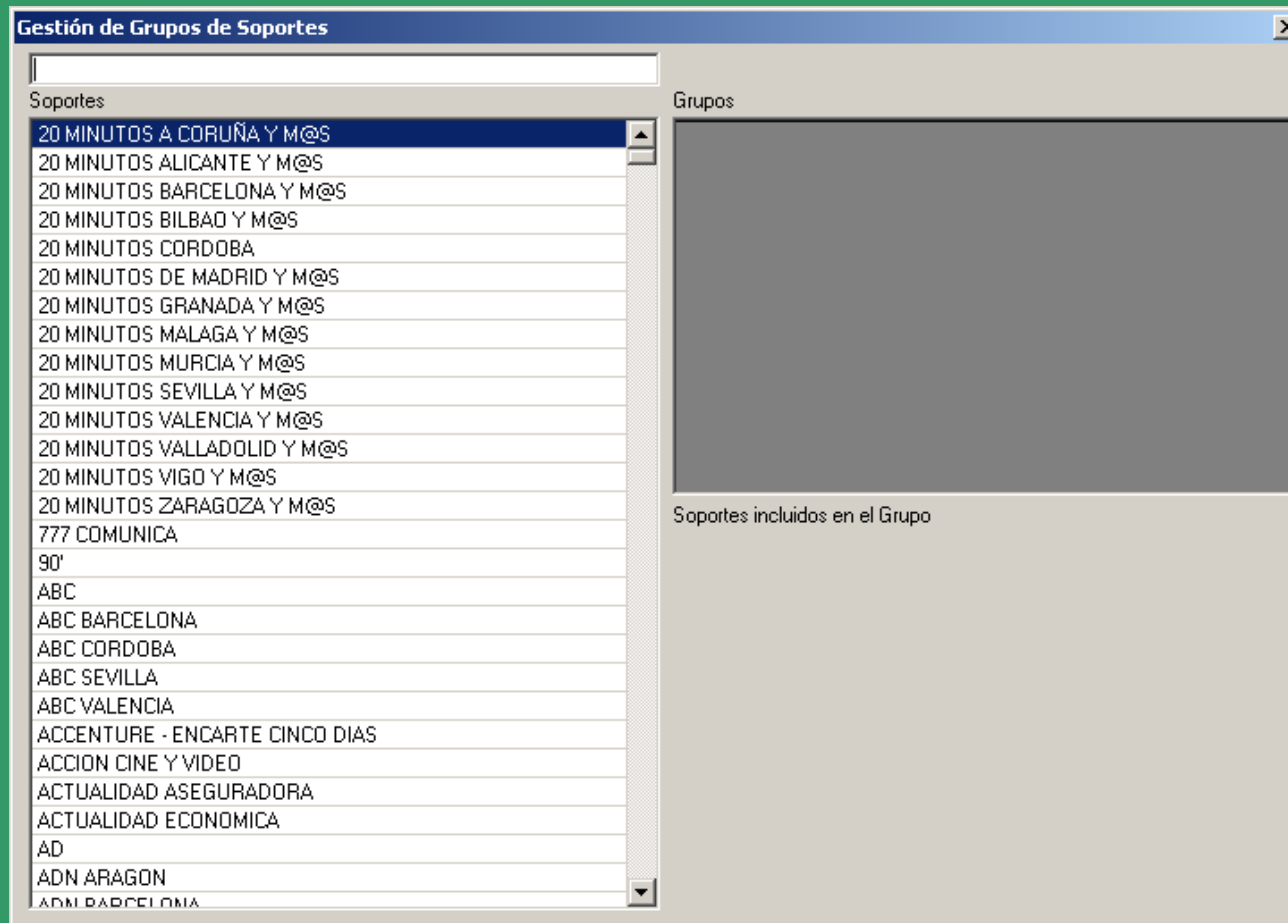 Gestión de Grupos de Soportes
Soportes
20 MINUTOS A CORUÑA Y M@S
20 MINUTOS ALICANTE Y M@S
20 MINUTOS BARCELONA Y M@S
20 MINUTOS BILBAO Y M@S
20 MINUTOS CORDOBA
20 MINUTOS DE MADRID Y M@S
20 MINUTOS GRANADA Y M@S
20 MINUTOS MALAGA Y M@S
20 MINUTOS MURCIA Y M@S
20 MINUTOS SEVILLA Y M@S
20 MINUTOS VALENCIA Y M@S
20 MINUTOS VALLADOLID Y M@S
20 MINUTOS VIGO Y M@S
20 MINUTOS ZARAGOZA Y M@S
777 COMUNICA
90'
ABC
ABC BARCELONA
ABC CORDOBA
ABC SEVILLA
ABC VALENCIA
ACCENTURE - ENCARTE CINCO DIAS
ACCION CINE Y VIDEO
ACTUALIDAD ASEGURADORA
ACTUALIDAD ECONOMICA
AD
ADN ARAGON
ADN BARCELONA
Grupos
Soportes incluidos en el Grupo